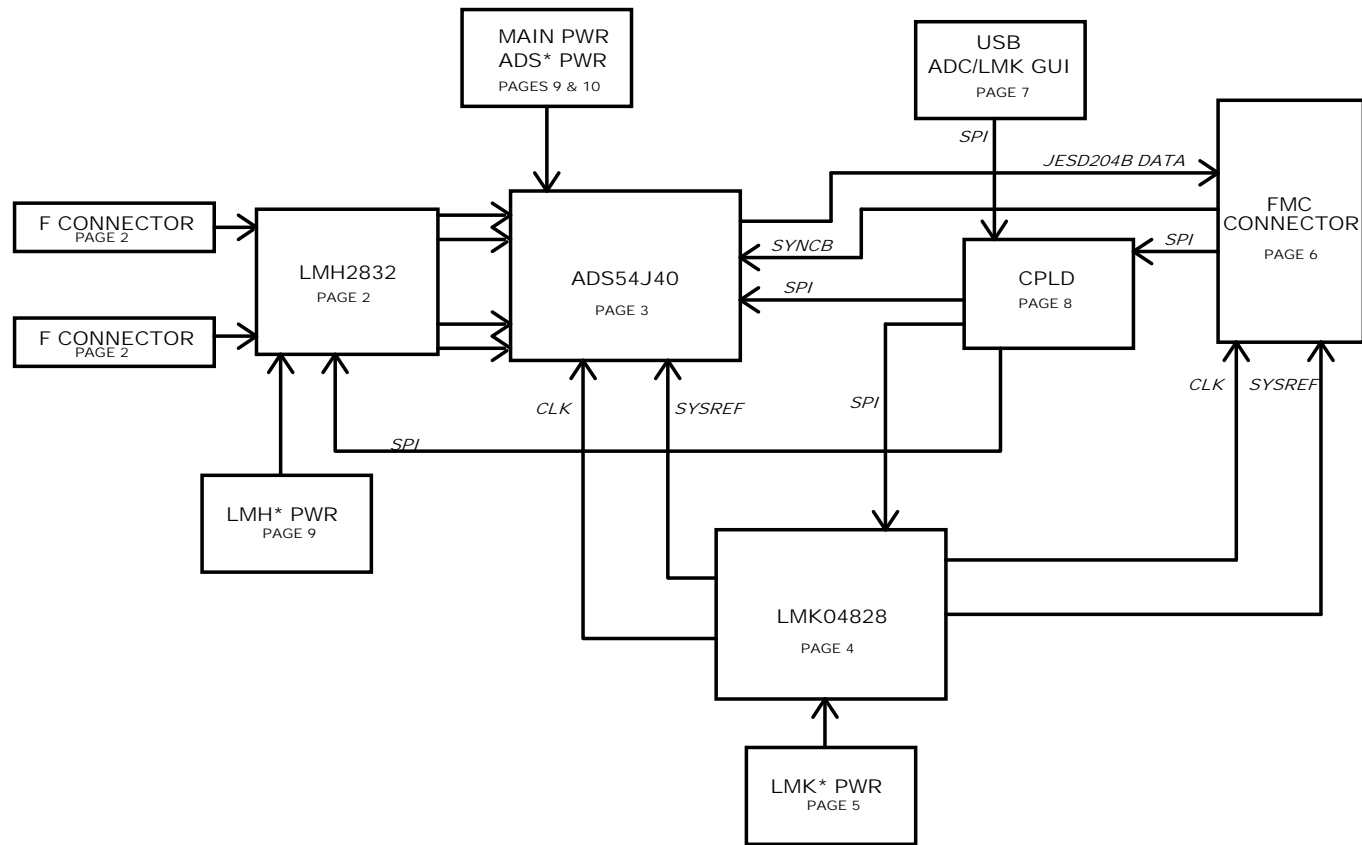 MAIN PWR
ADS* PWR
PAGES 9 & 10
USB
ADC/LMK GUI
PAGE 7
SPI
JESD204B DATA
F CONNECTOR
PAGE 2
LMH2832
PAGE 2
ADS54J40
PAGE 3
SYNCB
SPI
CPLD
PAGE 8
SPI
FMC
CONNECTOR
PAGE 6
F CONNECTOR
PAGE 2
CLK
SYSREF
SPI
CLK
SYSREF
SPI
LMH* PWR
PAGE 9
LMK04828
PAGE 4
LMK* PWR
PAGE 5